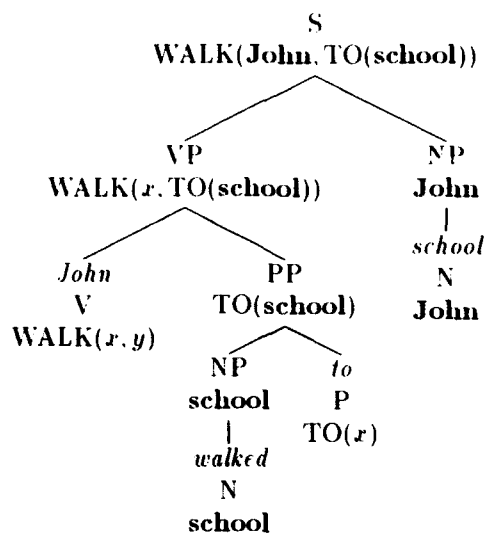 S
WALK(John, TO(school))
VP NP
WALK(x, TO(school)) John
school
John PP N
V TO(school) John
WALK(x, y)
NP to
school P
TO(x)
walked
N
school